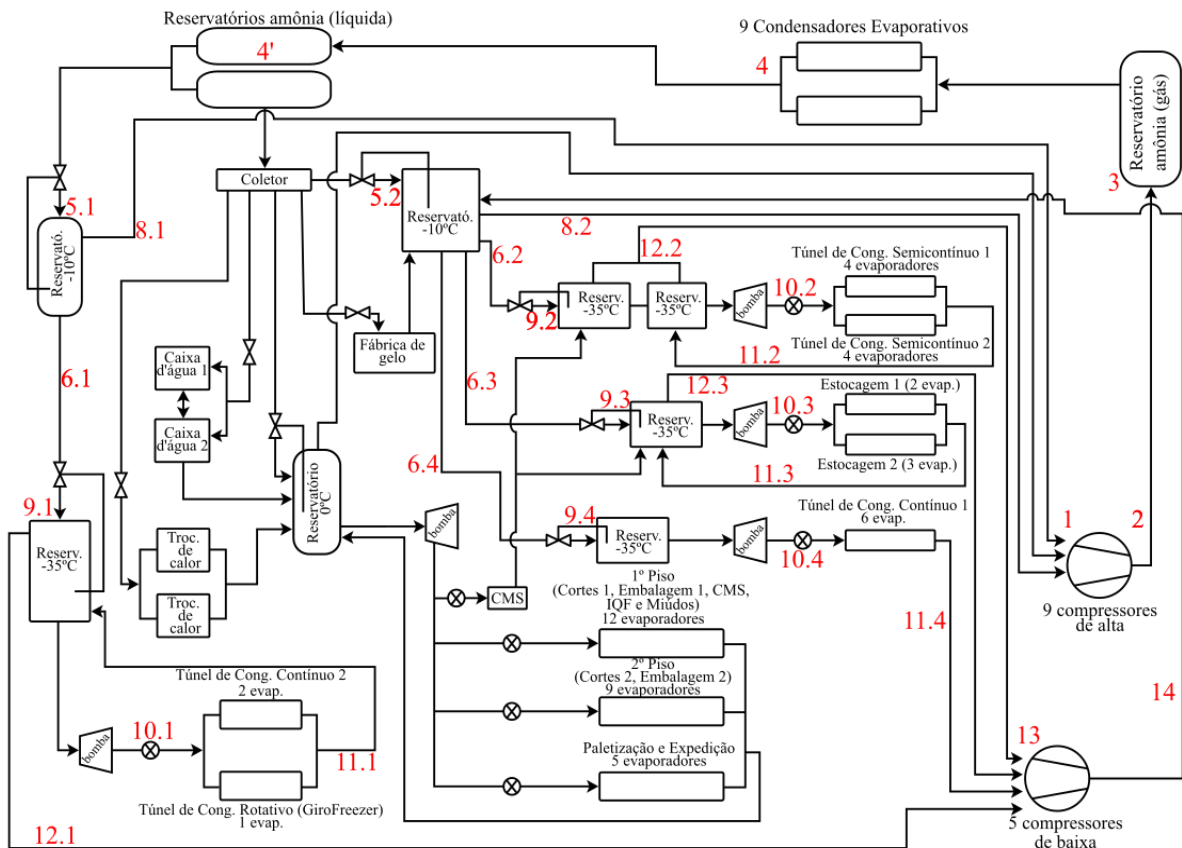 Reservatórios amônia (líquida)
4'
9 Condensadores Evaporativos
4
Reservatório
amônia (gás)
3
Coletor
5.1
8.1
Reservató.
-10ºC
5.2
Reservató.
-10ºC
8.2
6.2
12.2
Túnel de Cong. Semicontínuo 1
4 evaporadores
9.2
Reserv.
-35ºC
Reserv.
-35ºC
bomba
10.2
Túnel de Cong. Semicontínuo 2
4 evaporadores
11.2
Fábrica de
gelo
Caixa
d'água 1
Caixa
d'água 2
6.1
6.3
12.3
Estocagem 1 (2 evap.)
9.3
Reserv.
-35ºC
bomba
10.3
Estocagem 2 (3 evap.)
11.3
6.4
Reservatório
0ºC
bomba
Túnel de Cong. Contínuo 1
6 evap.
9.4
Reserv.
-35ºC
bomba
10.4
1
2
9 compressores
de alta
11.4
9.1
Reserv.
-35ºC
Troc.
de
calor
Troc.
de
calor
CMS
1º Piso
(Cortes 1, Embalagem 1, CMS,
IQF e Miúdos)
12 evaporadores
2º Piso
(Cortes 2, Embalagem 2)
9 evaporadores
Paletização e Expedição
5 evaporadores
Túnel de Cong. Contínuo 2
2 evap.
bomba
10.1
11.1
Túnel de Cong. Rotativo (GiroFreezer)
1 evap.
12.1
13
14
5 compressores
de baixa